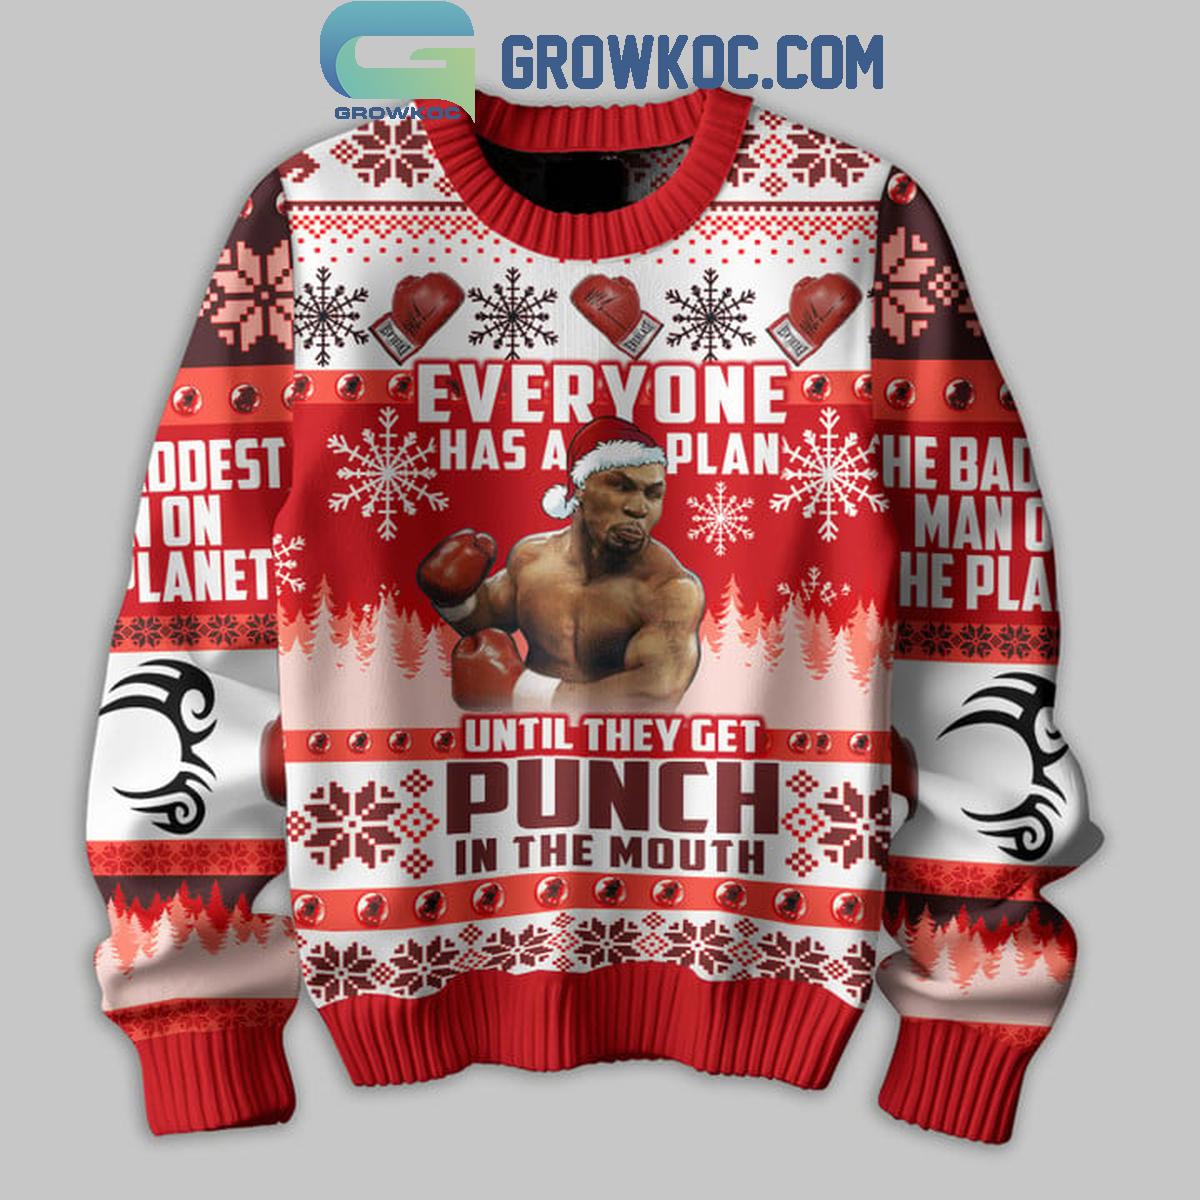 GROWKOC.COM
GROWKOC
EVERYONE
HAS A PLAN
UNTIL THEY GET
PUNCH
IN THE MOUTH
DDEST
N ON
PLANET
HE BAD
MAN O
HE PLA